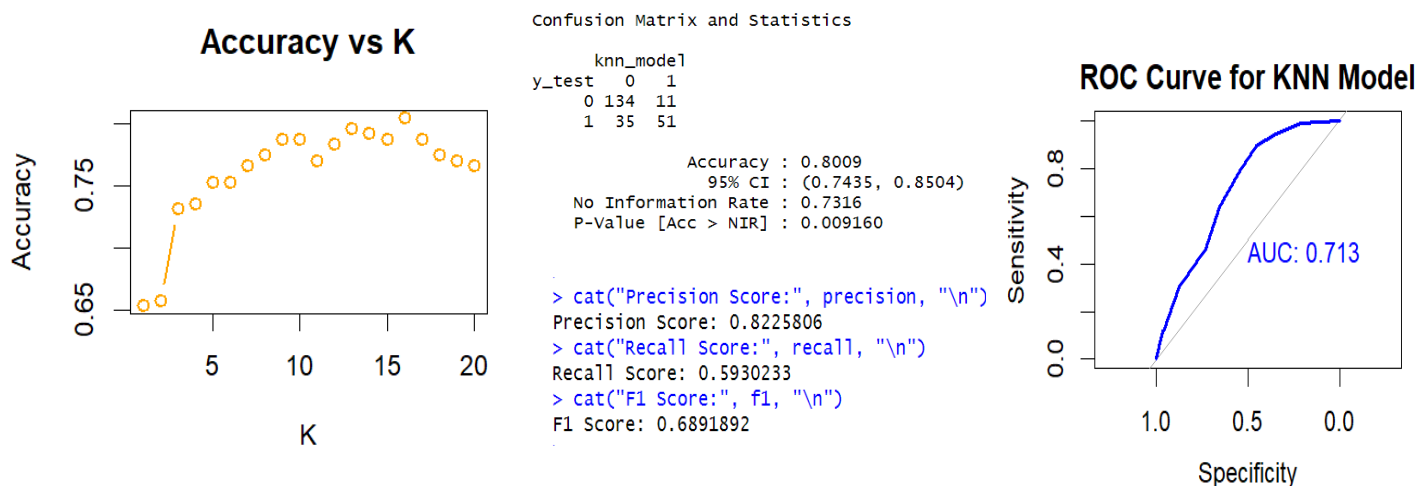 Accuracy vs K
Accuracy
0.65
0.75
5
10
15
20
K
Confusion Matrix and Statistics
knn_model
y_test 0 1
0 134 11
1 35 51
Accuracy : 0.8009
95% CI : (0.7435, 0.8504)
No Information Rate : 0.7316
P-Value [Acc > NIR] : 0.009160
> cat("Precision Score:", precision, "\n")
Precision Score: 0.8225806
> cat("Recall Score:", recall, "\n")
Recall Score: 0.5930233
> cat("F1 Score:", f1, "\n")
F1 Score: 0.6891892
ROC Curve for KNN Model
Sensitivity
0.0
0.4
0.8
AUC: 0.713
1.0
0.5
0.0
Specificity